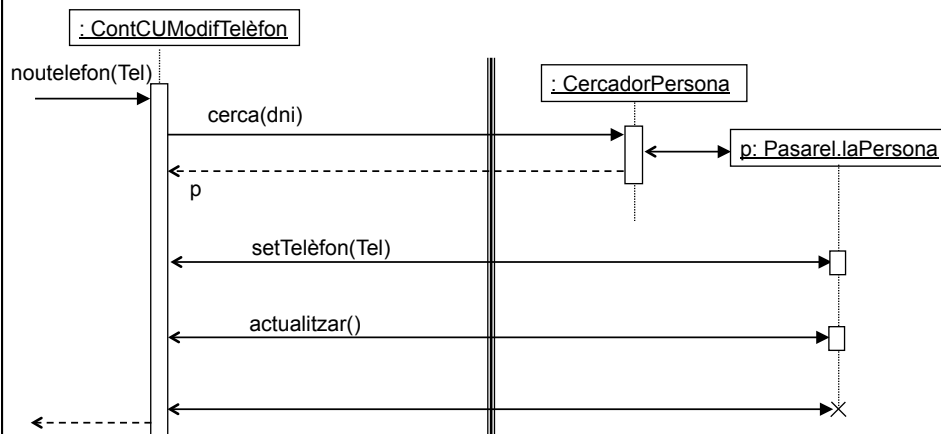 : ContCUModifTelèfon
noutelefon(Tel)
: CercadorPersona
cerca(dni)
p: Pasarel.laPersona
p
setTelèfon(Tel)
actualitzar()